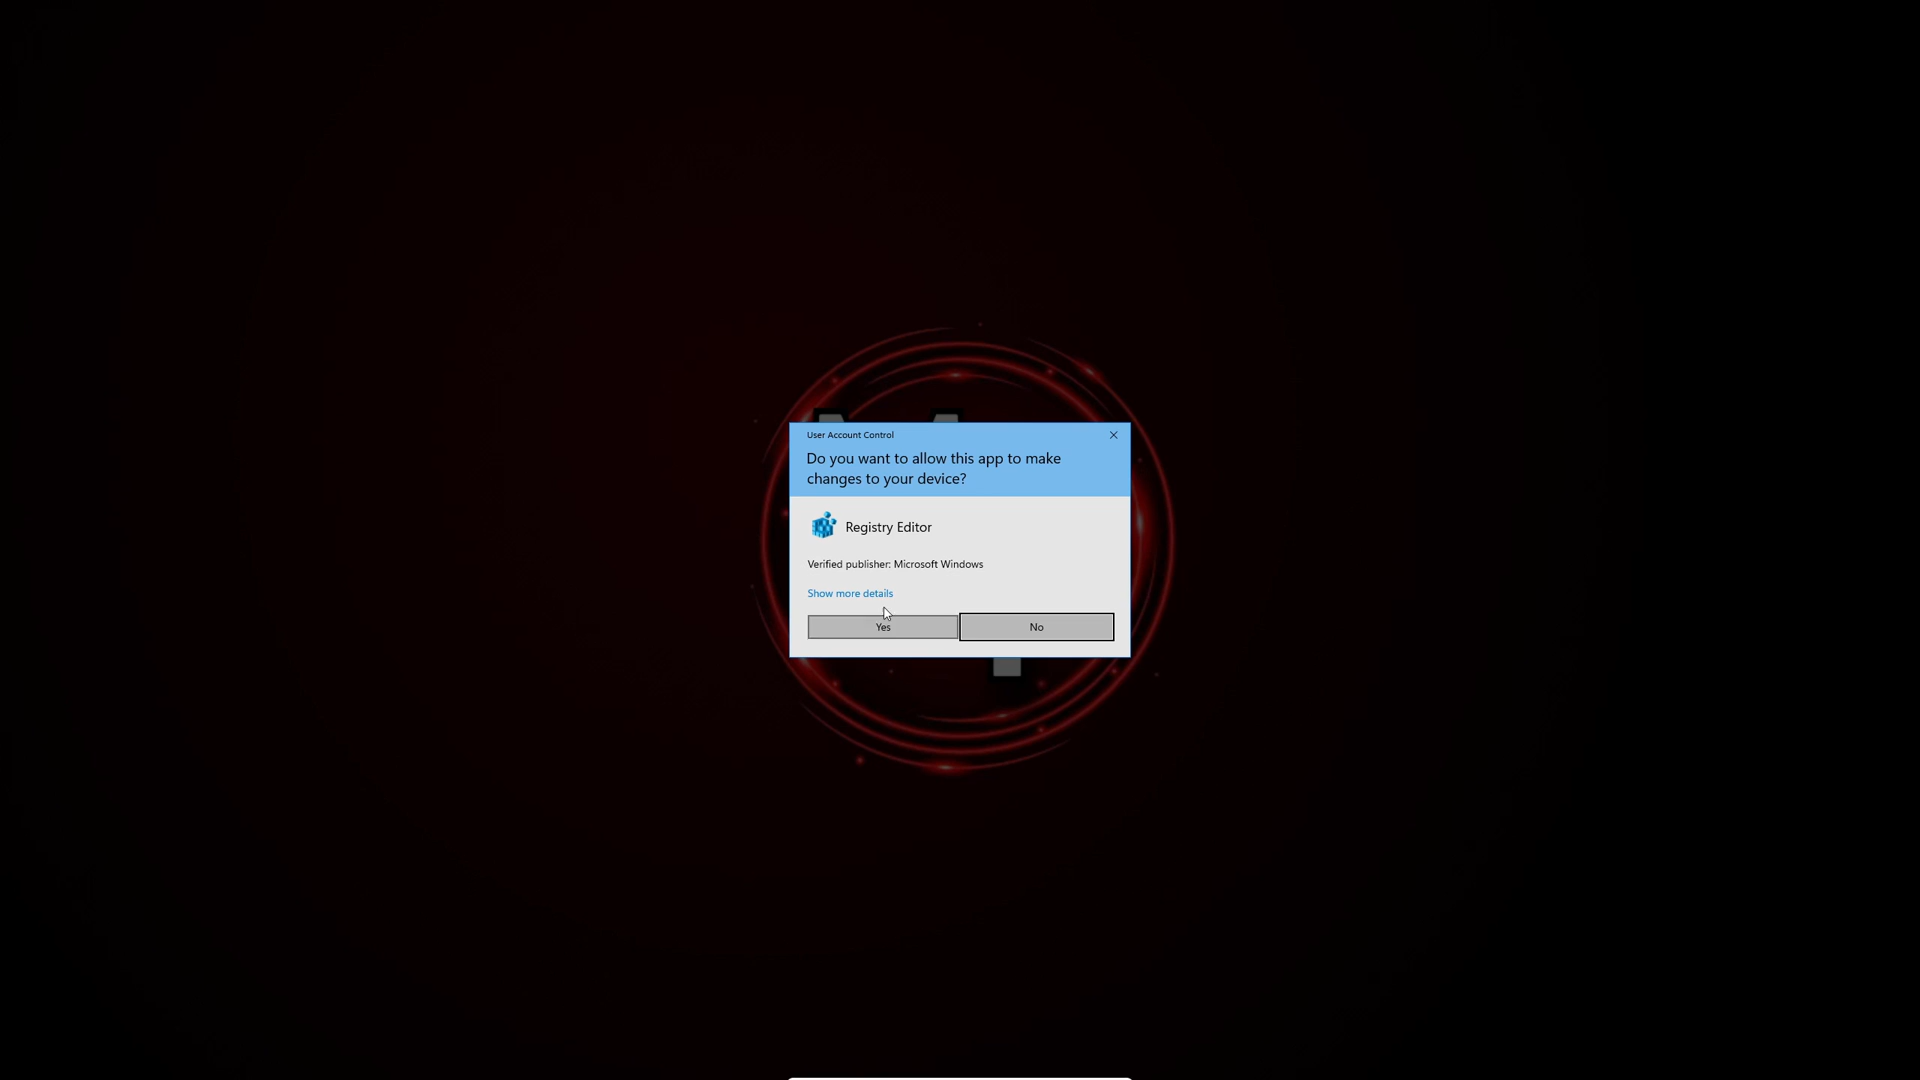 User Account Control
Do you want to allow this app to make
changes to your device?
Registry Editor
Verified publisher: Microsoft Windows
Show more details
Yes
No